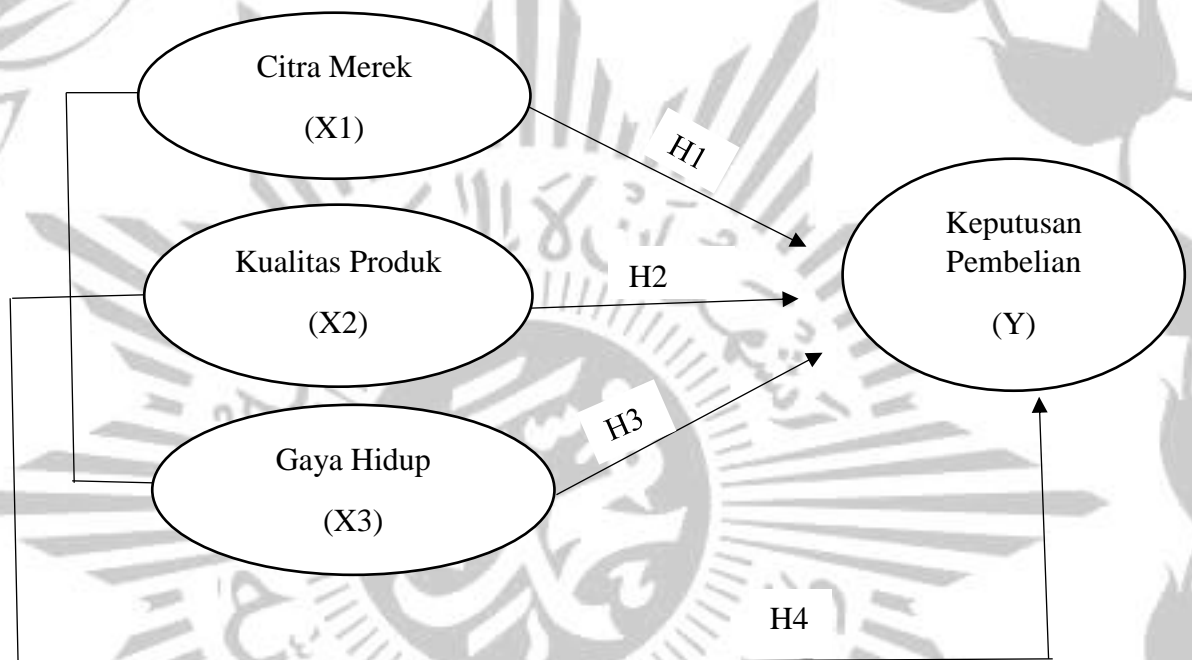 Citra Merek
(X1)
H1
Kualitas Produk
(X2)
H2
Keputusan
Pembelian
(Y)
Gaya Hidup
(X3)
H3
H4